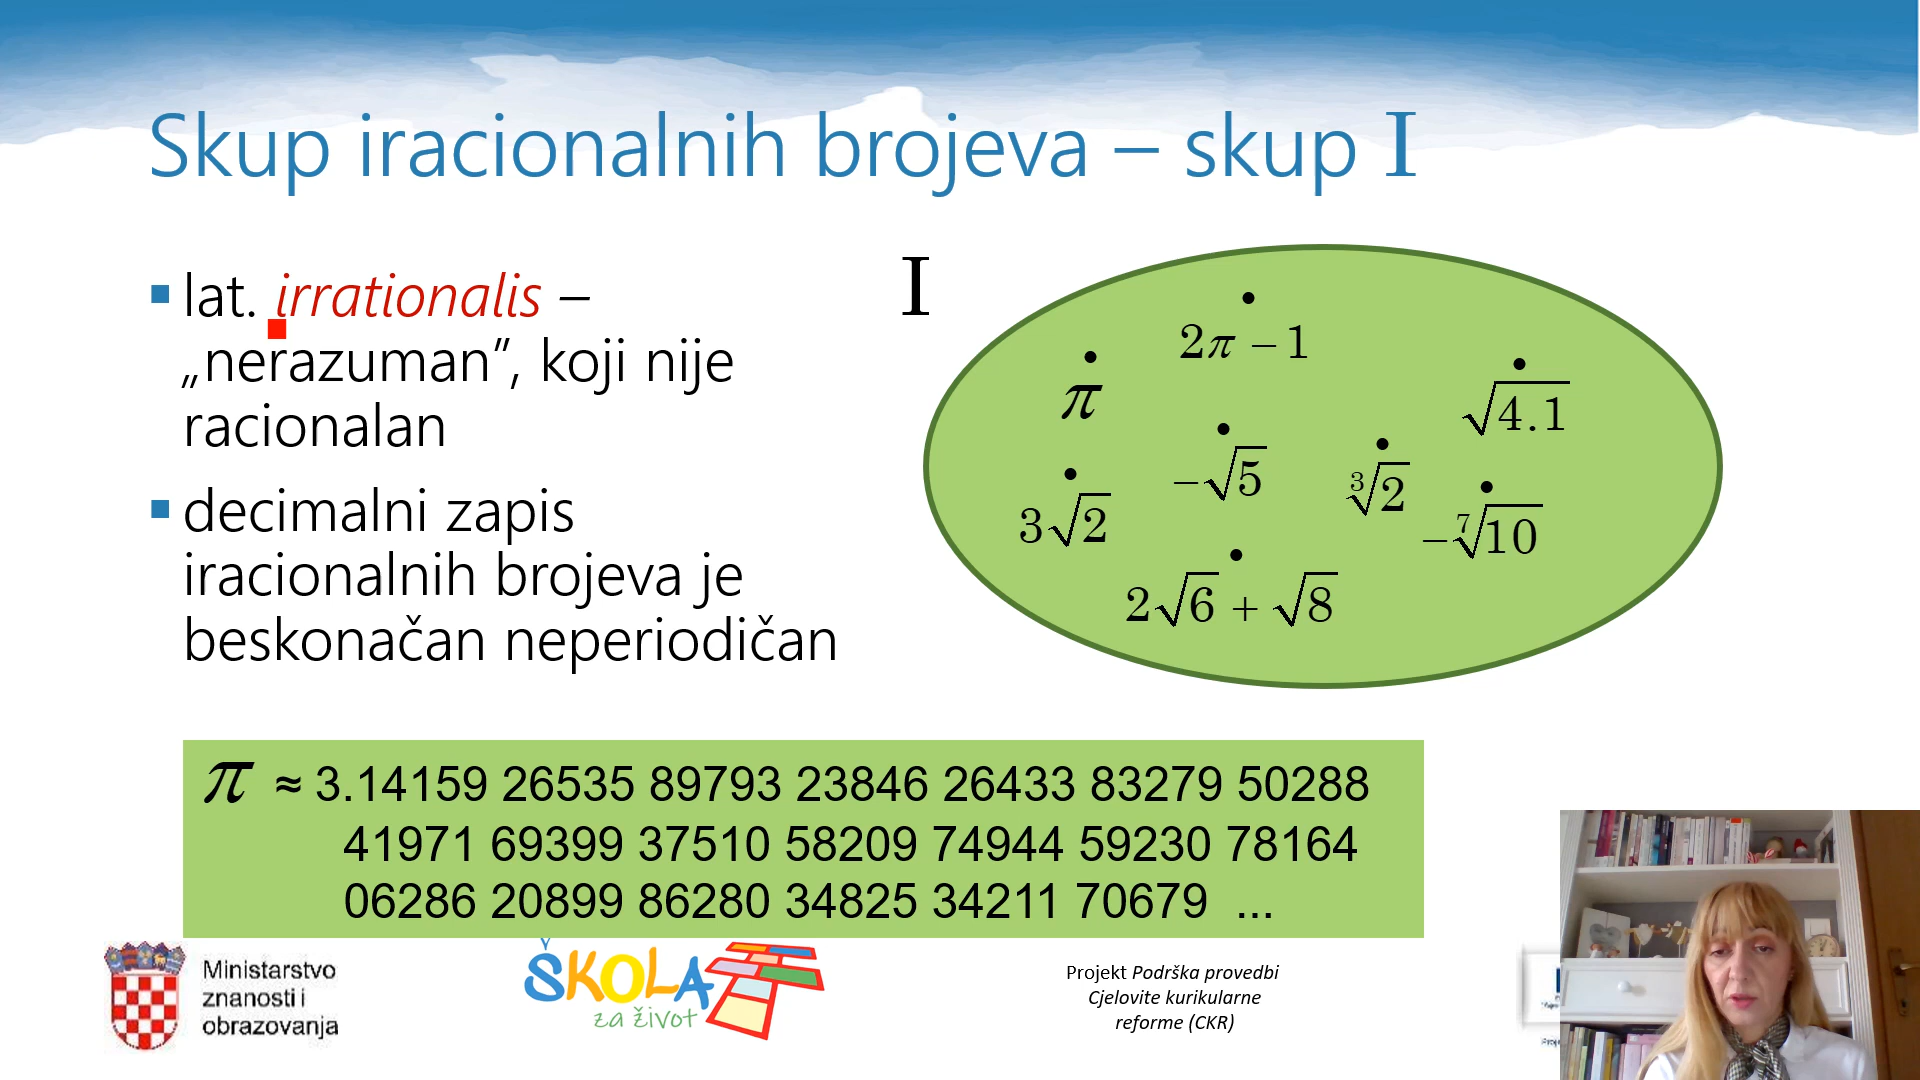 Skup iracionalnih brojeva – skup I
lat. irrationalis –
„nerazuman”, koji nije
racionalan
decimalni zapis
iracionalnih brojeva je
beskonačan neperiodičan
I
2π − 1
π
√4.1
−√5
∛2
3√2
−⁷√10
2√6 + √8
π ≈ 3.14159 26535 89793 23846 26433 83279 50288
41971 69399 37510 58209 74944 59230 78164
06286 20899 86280 34825 34211 70679 ...
Ministarstvo
znanosti i
obrazovanja
ŠKOLA
za život
Projekt Podrška provedbi
Cjelovite kurikularne
reforme (CKR)